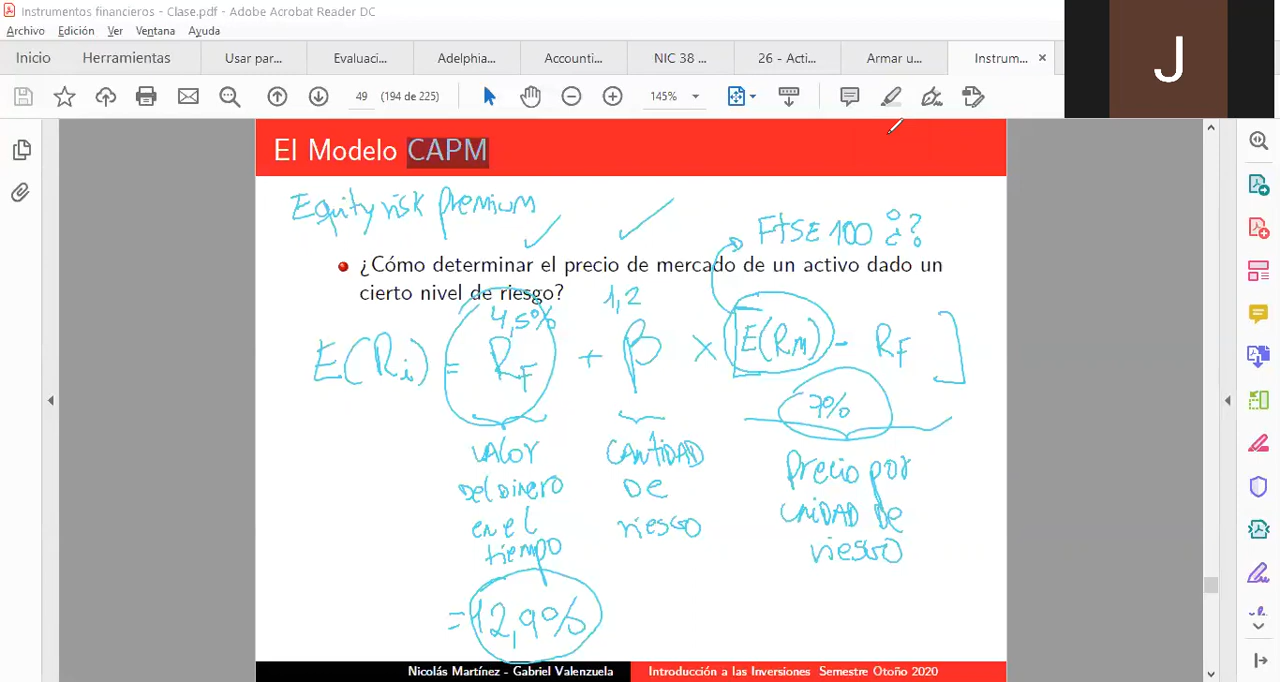 Instrumentos financieros - Clase.pdf - Adobe Acrobat Reader DC
Archivo Edición Ver Ventana Ayuda
Inicio Herramientas Usar par... Evaluaci... Adelphia... Accounti... NIC 38 ... 26 - Acti... Armar u... Instrum... ×
49 (194 de 225) 145%
J
El Modelo CAPM
Equity risk premium
FTSE 100 ¿?
¿Cómo determinar el precio de mercado de un activo dado un
cierto nivel de riesgo?
4,5% 1,2
E(Ri) = RF + β × [E(RM) - RF]
7%
VALOR CANTIDAD Precio por
Del Dinero DE UNIDAD De
en el riesgo riesgo
tiempo
= 12,9%
Nicolás Martínez - Gabriel Valenzuela Introducción a las Inversiones Semestre Otoño 2020